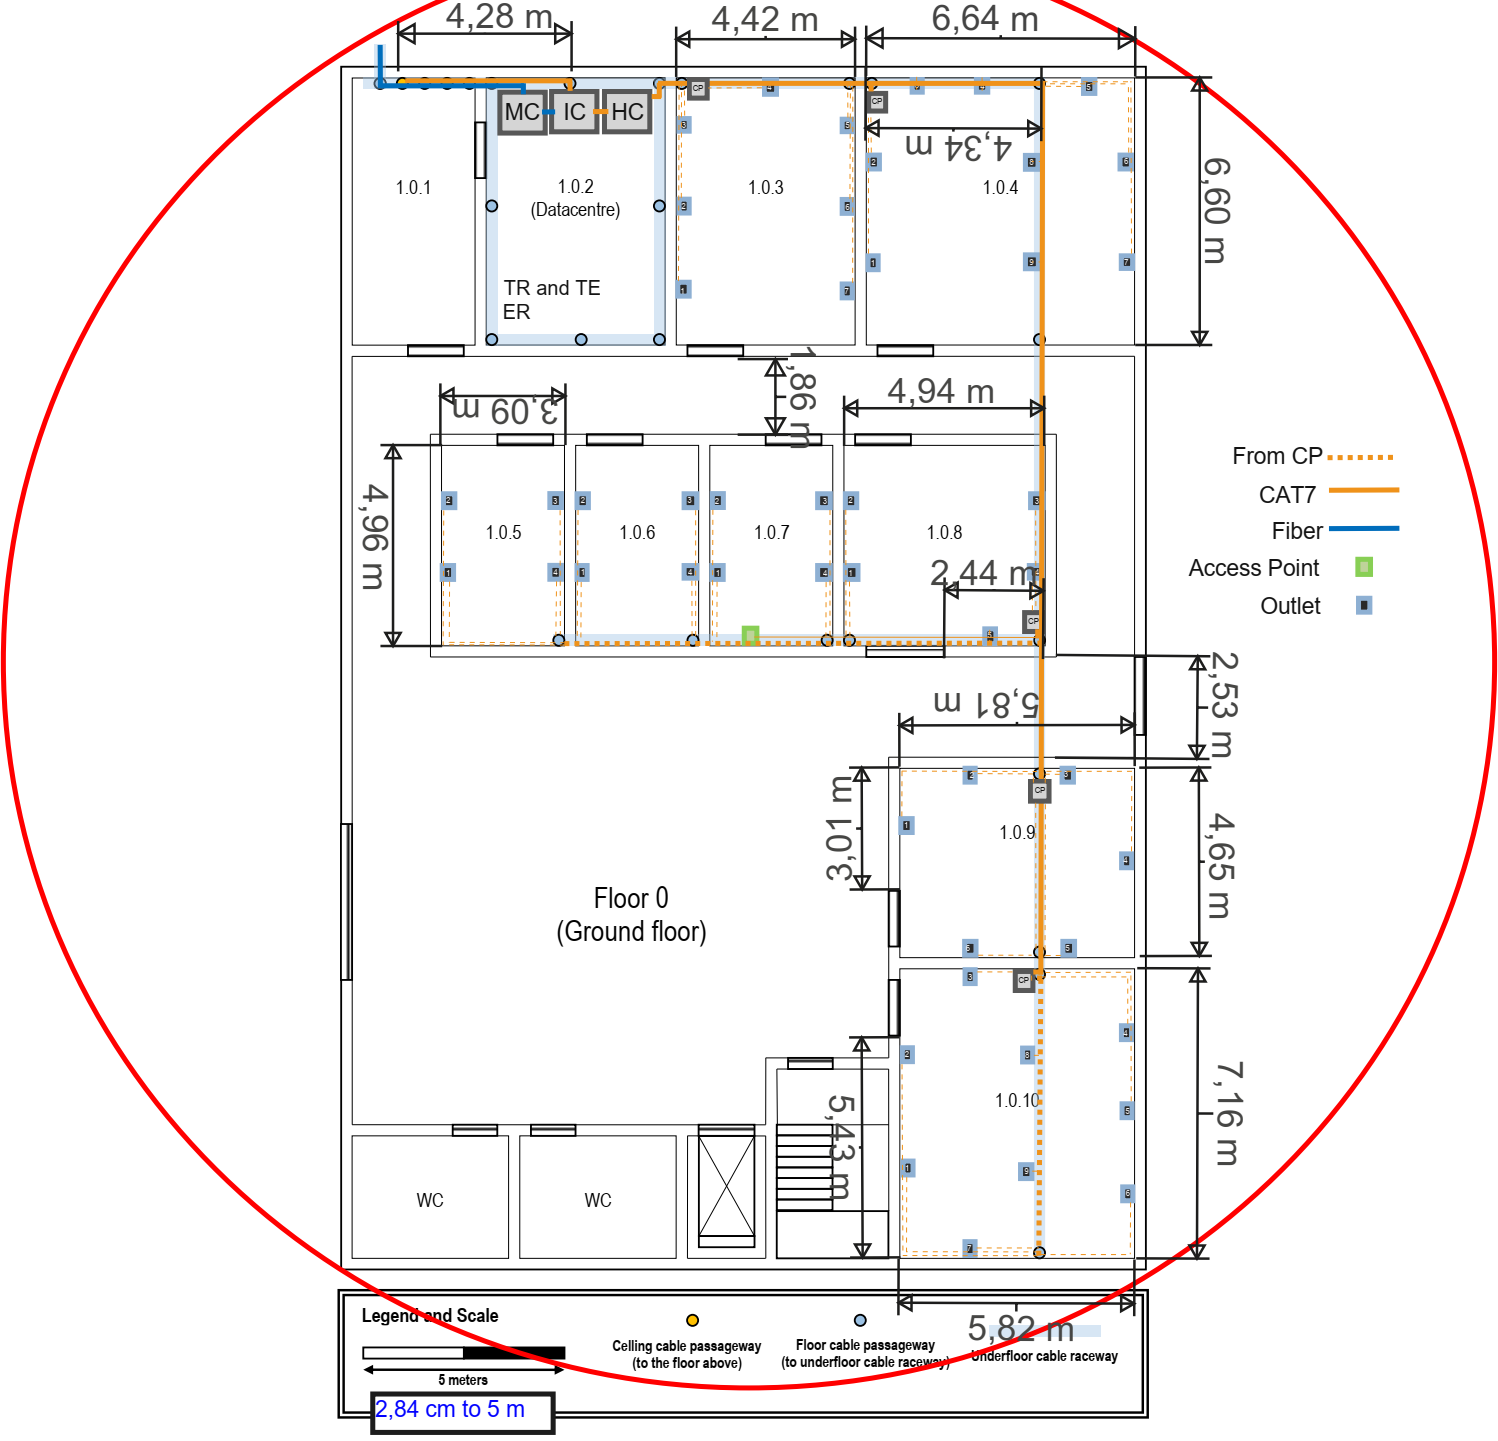 4,28 m
4,42 m
6,64 m
MC
IC
HC
CP
CP
4,34 m
6,60 m
1.0.1
1.0.2
(Datacentre)
1.0.3
1.0.4
TR and TE
ER
1,86 m
3,09 m
4,94 m
4,96 m
1.0.5
1.0.6
1.0.7
1.0.8
2,44 m
CP
From CP
CAT7
Fiber
Access Point
Outlet
2,53 m
5,81 m
3,01 m
CP
1.0.9
4,65 m
Floor 0
(Ground floor)
CP
1.0.10
7,16 m
5,43 m
WC
WC
5,82 m
Legend and Scale
5 meters
2,84 cm to 5 m
Celling cable passageway
(to the floor above)
Floor cable passageway
(to underfloor cable raceway)
Underfloor cable raceway